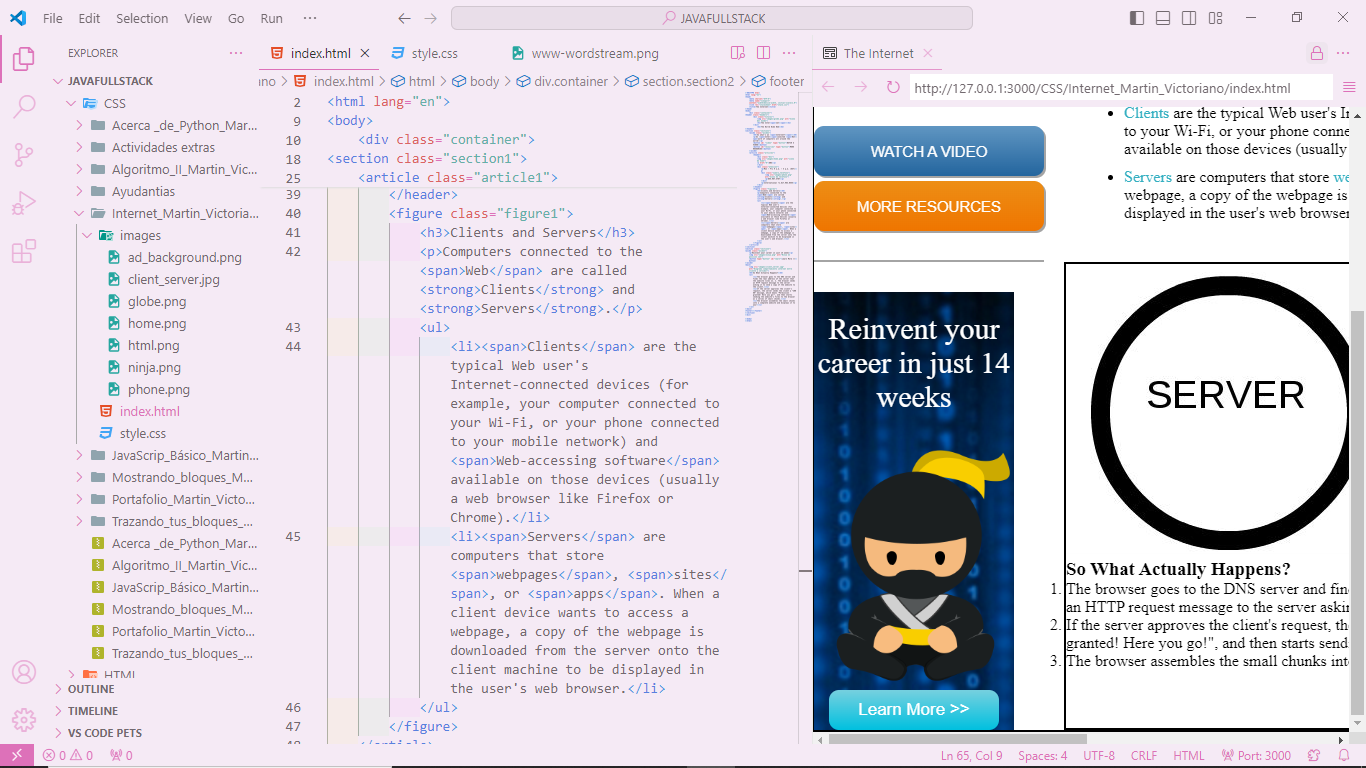 File Edit Selection View Go Run ··· JAVAFULLSTACK
EXPLORER ···
JAVAFULLSTACK
CSS
Acerca _de_Python_Mar...
Actividades extras
Algoritmo_II_Martin_Vic...
Ayudantias
Internet_Martin_Victoria...
images
ad_background.png
client_server.jpg
globe.png
home.png
html.png
ninja.png
phone.png
index.html
style.css
JavaScrip_Básico_Martin...
Mostrando_bloques_M...
Portafolio_Martin_Victo...
Trazando_tus_bloques_...
Acerca _de_Python_Mar...
Algoritmo_II_Martin_Vic...
JavaScrip_Básico_Martin...
Mostrando_bloques_M...
Portafolio_Martin_Victo...
Trazando_tus_bloques_...
HTML
OUTLINE
TIMELINE
VS CODE PETS
index.html style.css www-wordstream.png ···
ano > index.html > html > body > div.container > section.section2 > footer
2 <html lang="en">
9 <body>
10 <div class="container">
18 <section class="section1">
25 <article class="article1">
39 </header>
40 <figure class="figure1">
41 <h3>Clients and Servers</h3>
42 <p>Computers connected to the
<span>Web</span> are called
<strong>Clients</strong> and
<strong>Servers</strong>.</p>
43 <ul>
44 <li><span>Clients</span> are the
typical Web user's
Internet-connected devices (for
example, your computer connected to
your Wi-Fi, or your phone connected
to your mobile network) and
<span>Web-accessing software</span>
available on those devices (usually
a web browser like Firefox or
Chrome).</li>
45 <li><span>Servers</span> are
computers that store
<span>webpages</span>, <span>sites</
span>, or <span>apps</span>. When a
client device wants to access a
webpage, a copy of the webpage is
downloaded from the server onto the
client machine to be displayed in
the user's web browser.</li>
46 </ul>
47 </figure>
48 </article>
The Internet ···
http://127.0.0.1:3000/CSS/Internet_Martin_Victoriano/index.html
WATCH A VIDEO
MORE RESOURCES
Reinvent your
career in just 14
weeks
Learn More >>
Clients are the typical Web user's In
to your Wi-Fi, or your phone conne
available on those devices (usually
Servers are computers that store we
webpage, a copy of the webpage is
displayed in the user's web browser
SERVER
So What Actually Happens?
1. The browser goes to the DNS server and fin
an HTTP request message to the server askin
2. If the server approves the client's request, the
granted! Here you go!", and then starts send
3. The browser assembles the small chunks into
0 0 0 Ln 65, Col 9 Spaces: 4 UTF-8 CRLF HTML Port: 3000